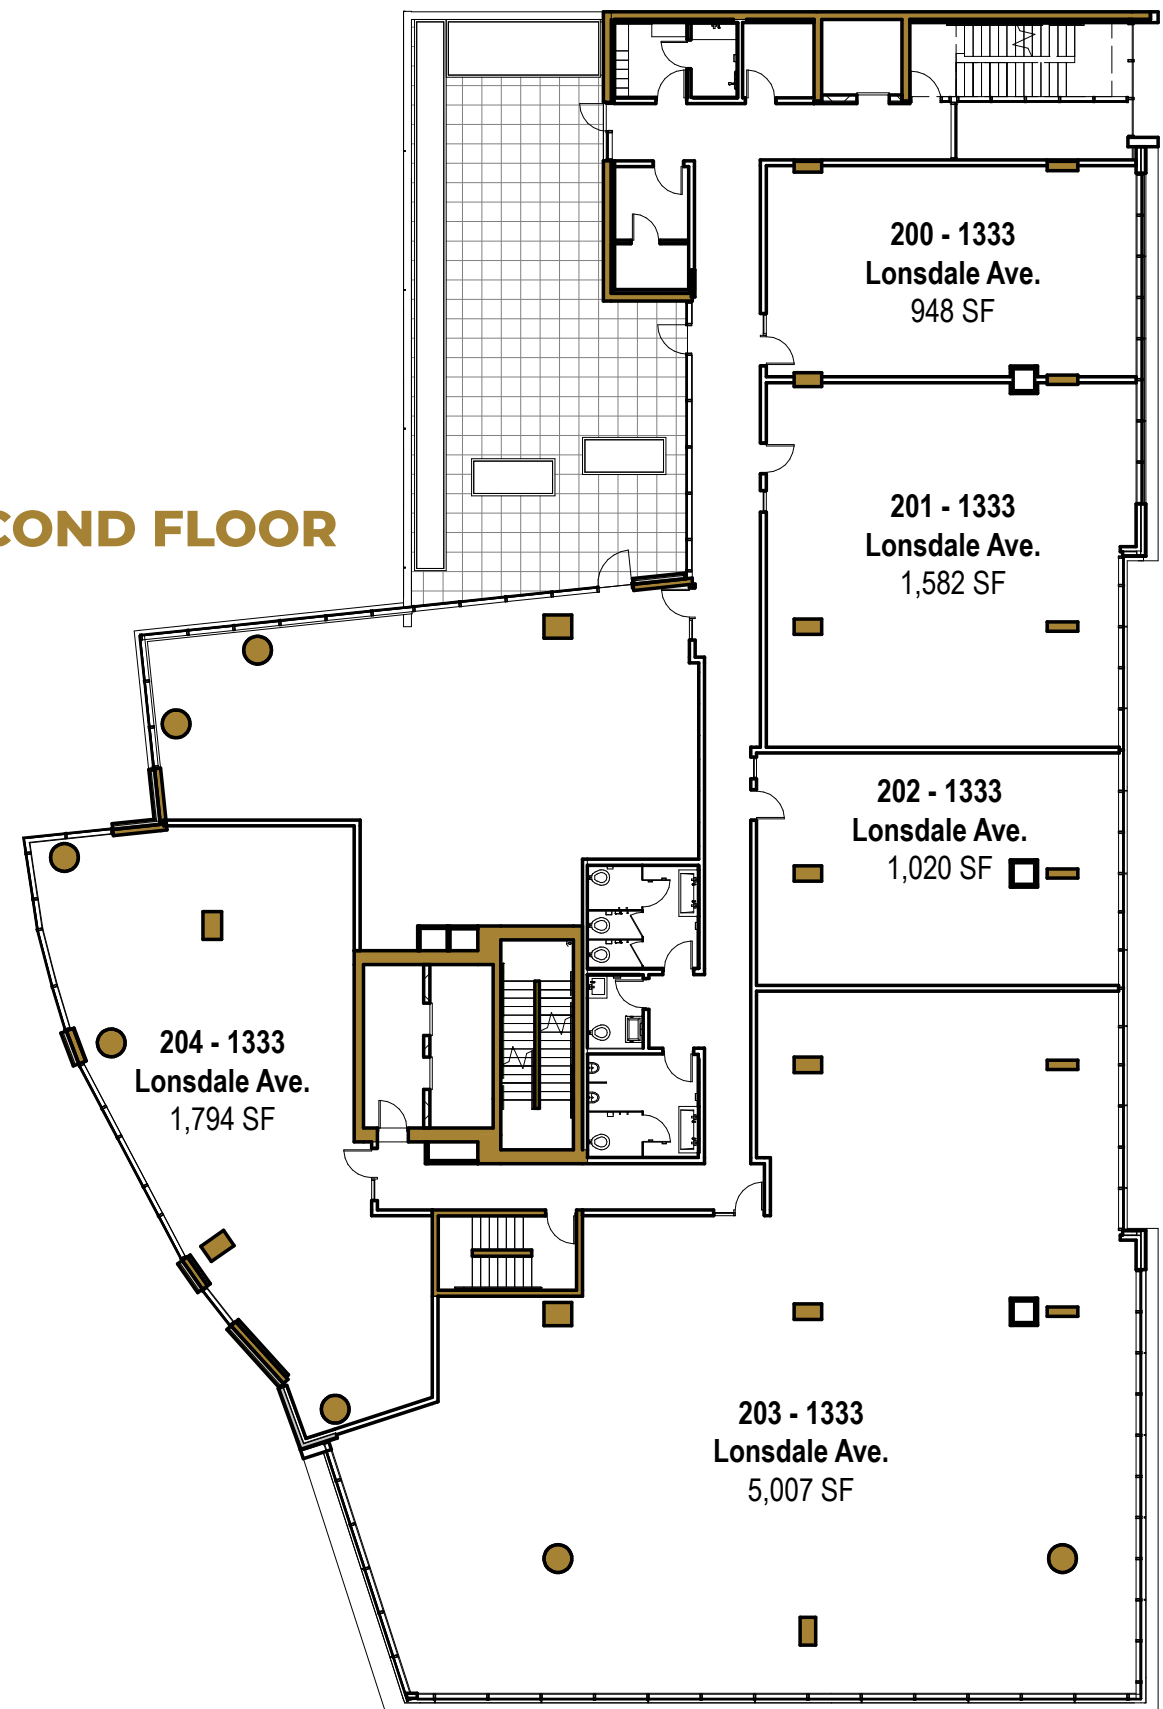 200 - 1333
Lonsdale Ave.
948 SF
201 - 1333
Lonsdale Ave.
1,582 SF
COND FLOOR
202 - 1333
Lonsdale Ave.
1,020 SF
204 - 1333
Lonsdale Ave.
1,794 SF
203 - 1333
Lonsdale Ave.
5,007 SF